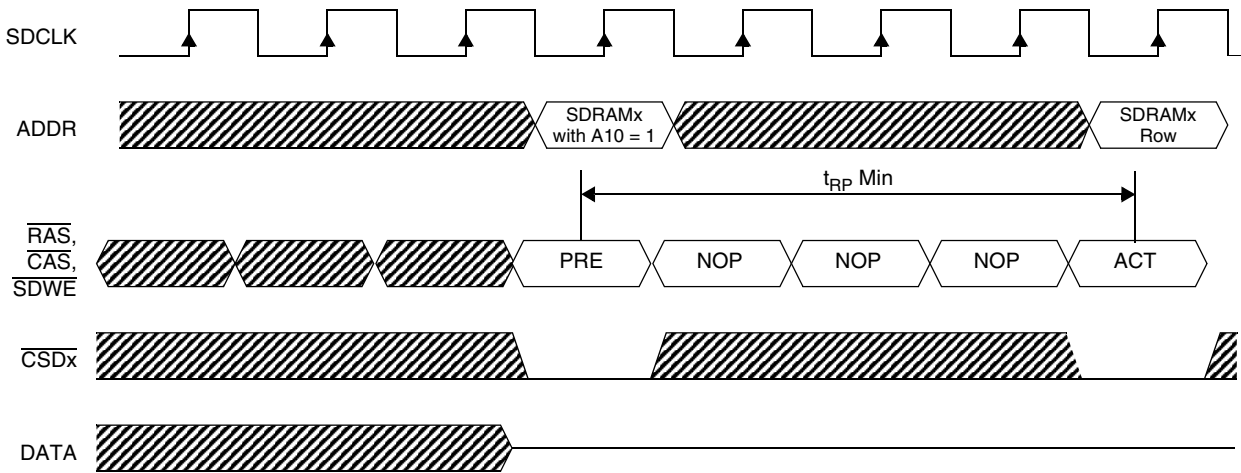 SDCLK
ADDR
SDRAMx
with A10 = 1
SDRAMx
Row
tRP Min
RAS,
CAS,
SDWE
PRE
NOP
NOP
NOP
ACT
CSDx
DATA